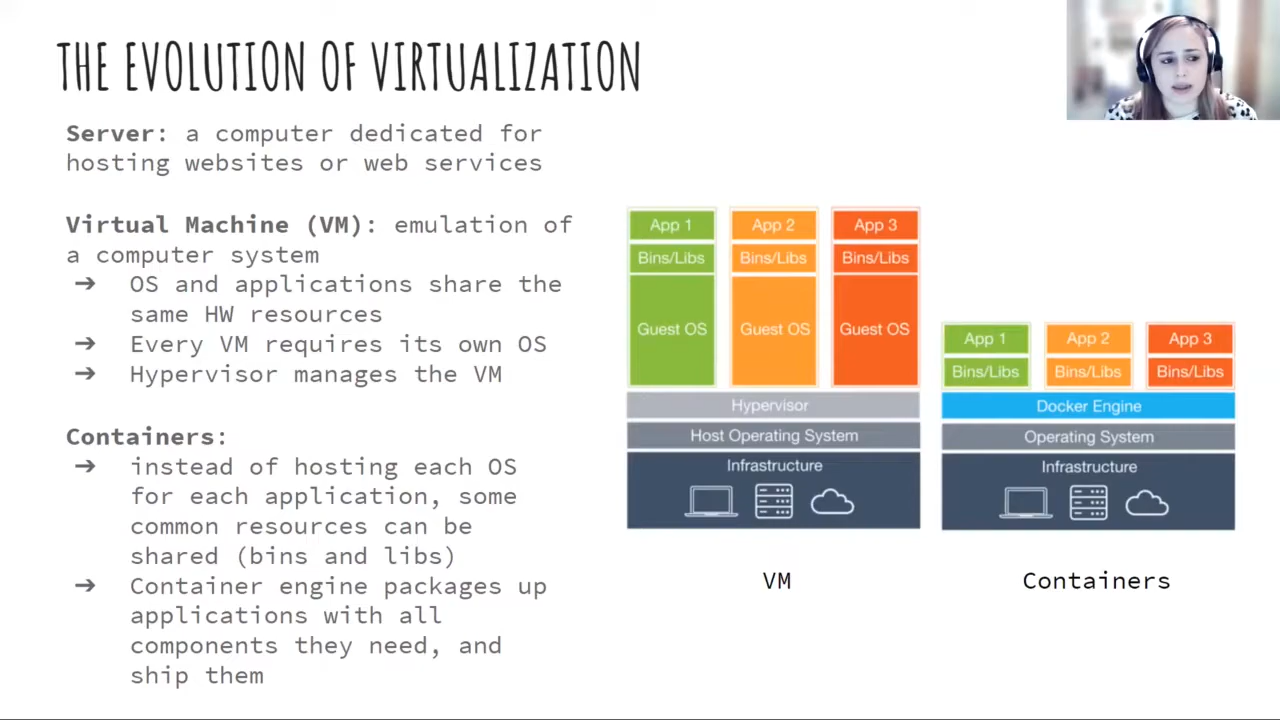 THE EVOLUTION OF VIRTUALIZATION
Server: a computer dedicated for
hosting websites or web services
Virtual Machine (VM): emulation of
a computer system
➔ OS and applications share the
same HW resources
➔ Every VM requires its own OS
➔ Hypervisor manages the VM
Containers:
➔ instead of hosting each OS
for each application, some
common resources can be
shared (bins and libs)
➔ Container engine packages up
applications with all
components they need, and
ship them
App 1 App 2 App 3
Bins/Libs Bins/Libs Bins/Libs
Guest OS Guest OS Guest OS
Hypervisor
Host Operating System
Infrastructure
VM
App 1 App 2 App 3
Bins/Libs Bins/Libs Bins/Libs
Docker Engine
Operating System
Infrastructure
Containers